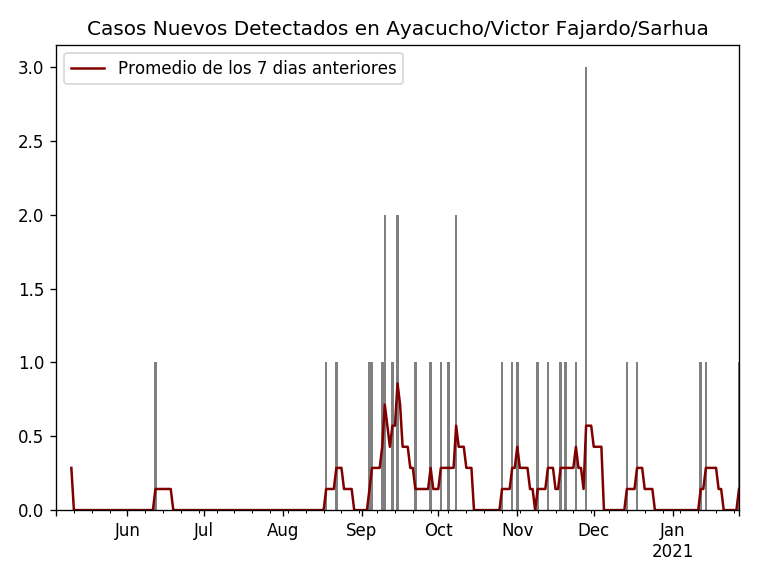 Casos Nuevos Detectados en Ayacucho/Victor Fajardo/Sarhua
Promedio de los 7 dias anteriores
3.0
2.5
2.0
1.5
1.0
0.5
0.0
Jun Jul Aug Sep Oct Nov Dec Jan
2021